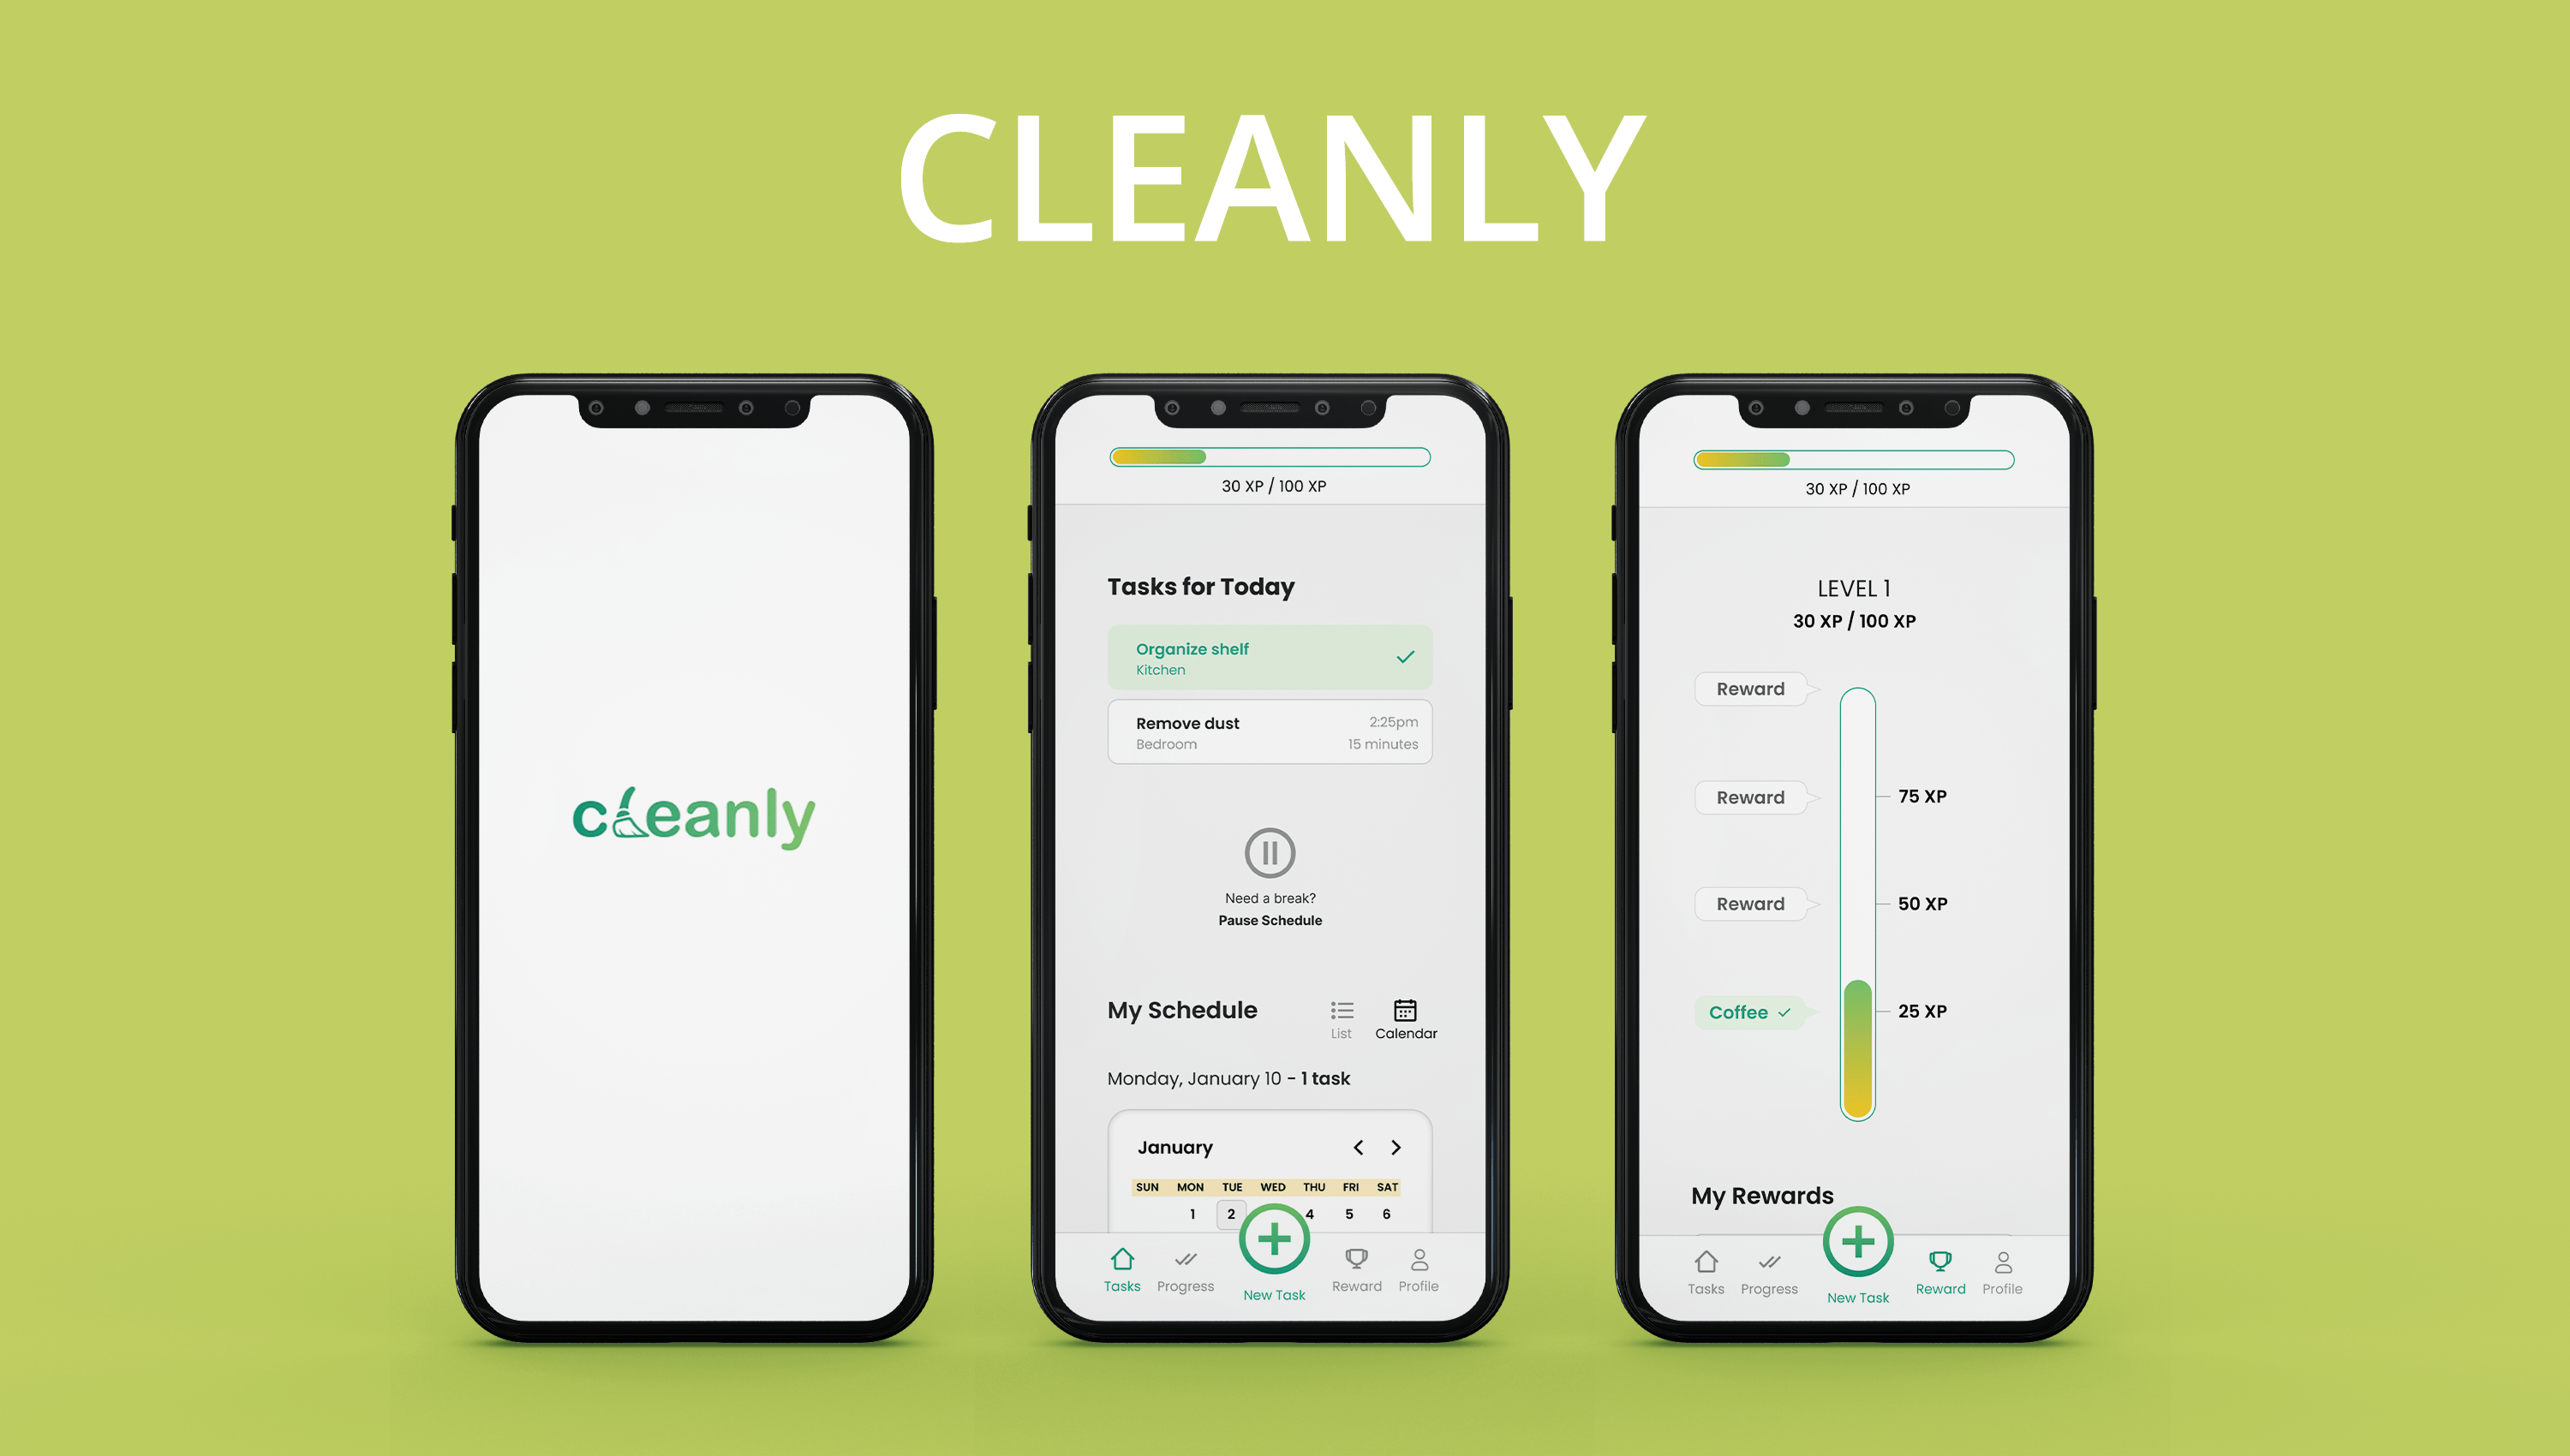 CLEANLY
cleanly
30 XP / 100 XP
Tasks for Today
Organize shelf
Kitchen
Remove dust
2:25pm
Bedroom
15 minutes
Need a break?
Pause Schedule
My Schedule
List
Calendar
Monday, January 10 - 1 task
January
SUN MON TUE WED THU FRI SAT
1 2 4 5 6
Tasks
Progress
New Task
Reward
Profile
30 XP / 100 XP
LEVEL 1
30 XP / 100 XP
Reward
Reward
75 XP
Reward
50 XP
Coffee
25 XP
My Rewards
Tasks
Progress
New Task
Reward
Profile